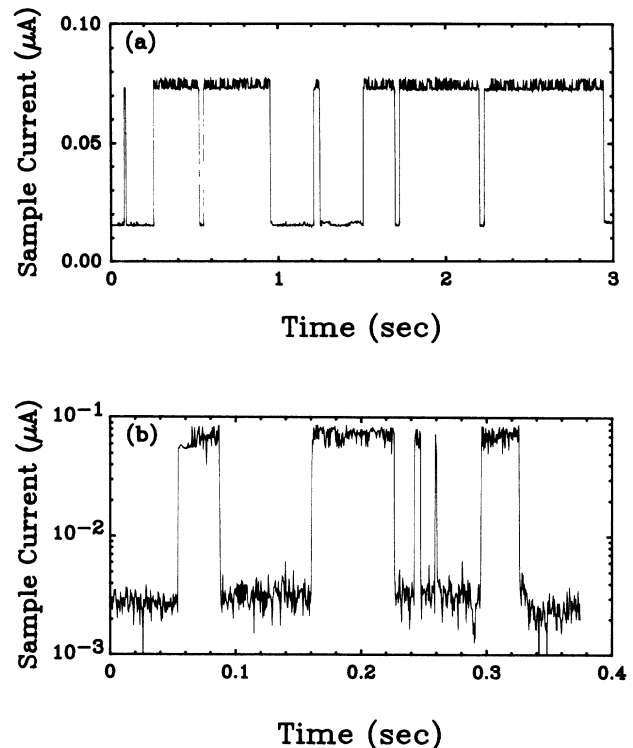 Sample Current (μA)
0.10
0.05
0.00
(a)
0
1
2
3
Time (sec)
Sample Current (μA)
10⁻¹
10⁻²
10⁻³
(b)
0
0.1
0.2
0.3
0.4
Time (sec)